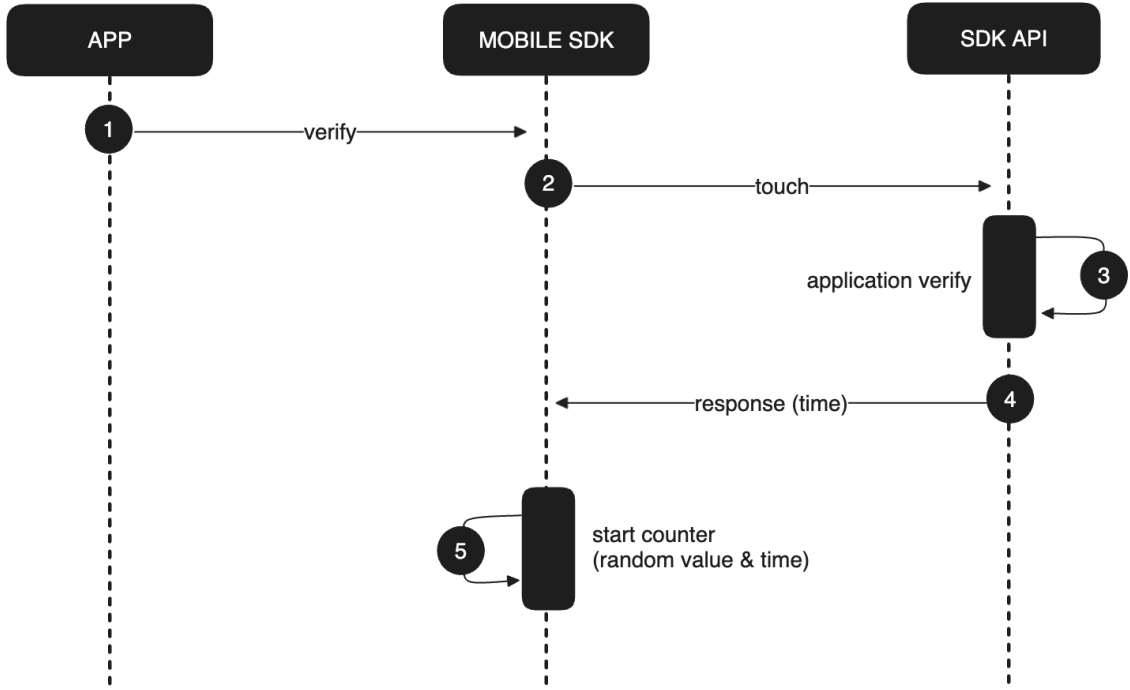 APP
MOBILE SDK
SDK API
1
verify
2
touch
application verify
3
response (time)
4
5
start counter
(random value & time)